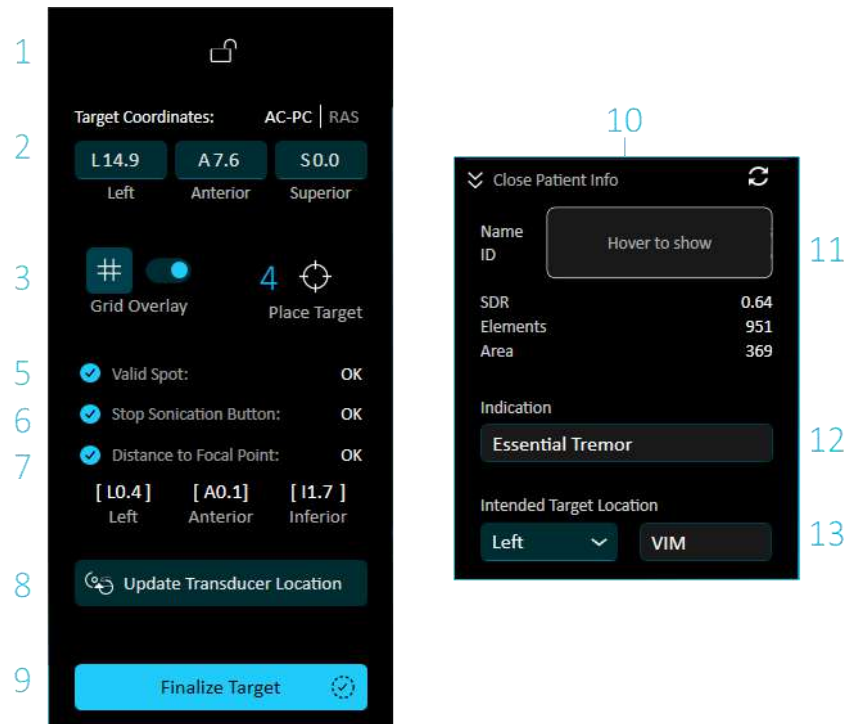 1
2
Target Coordinates: AC-PC | RAS
L14.9 A7.6 S0.0
Left Anterior Superior
3
4
Grid Overlay Place Target
5 Valid Spot: OK
6 Stop Sonication Button: OK
7 Distance to Focal Point: OK
[ L0.4 ] [ A0.1] [ I1.7 ]
Left Anterior Inferior
8 Update Transducer Location
9 Finalize Target
10
Close Patient Info
Name
ID
Hover to show
11
SDR 0.64
Elements 951
Area 369
Indication
Essential Tremor 12
Intended Target Location
Left VIM 13